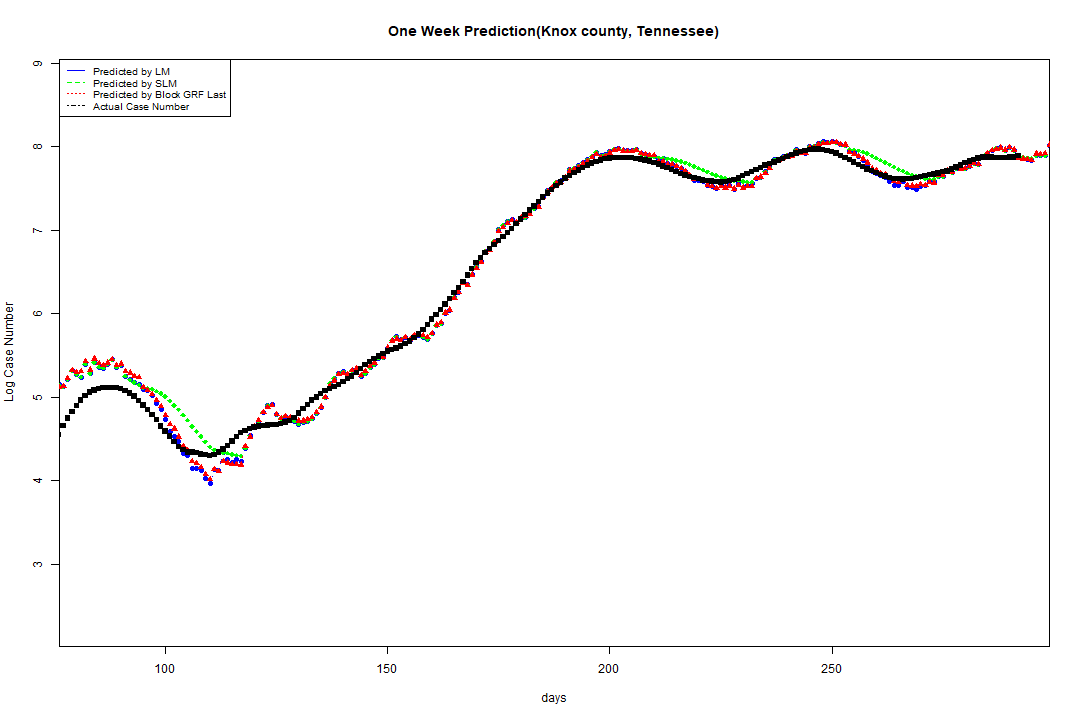 One Week Prediction(Knox county, Tennessee)
Predicted by LM
Predicted by SLM
Predicted by Block GRF Last
Actual Case Number
9
8
7
6
5
4
3
Log Case Number
100 150 200 250
days